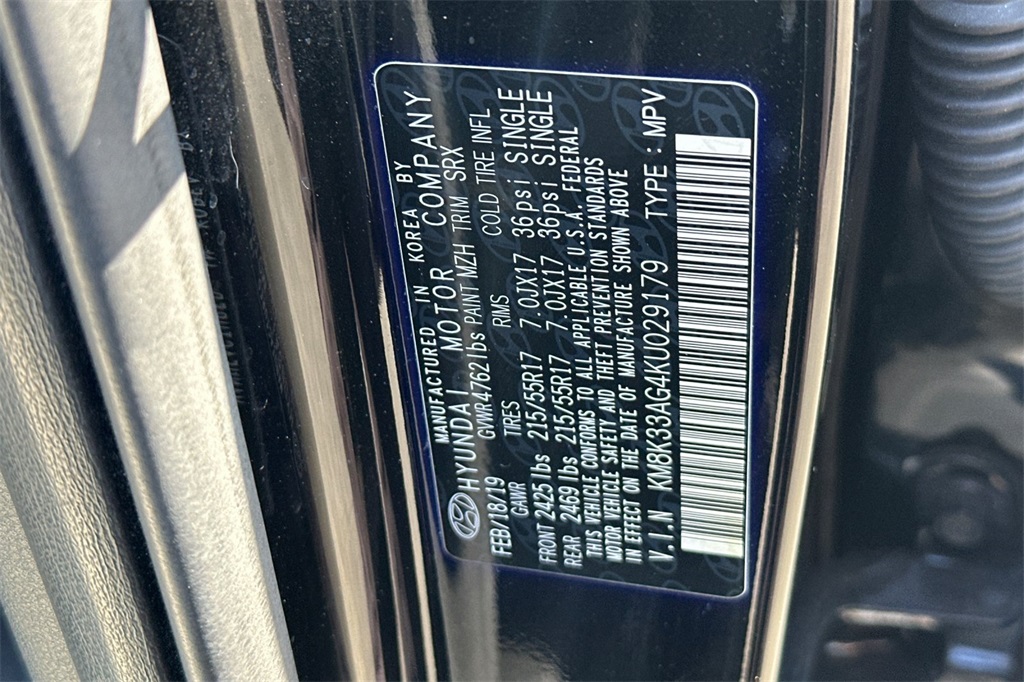 MANUFACTURED IN KOREA BY
HYUNDAI MOTOR COMPANY
FEB/18/19 GVWR 4762 lbs PAINT MZH TRIM SRX
GAWR TIRES RIMS COLD TIRE INFL
FRONT 2425 lbs 215/55R17 7.0JX17 36psi SINGLE
REAR 2469 lbs 215/55R17 7.0JX17 36psi SINGLE
THIS VEHICLE CONFORMS TO ALL APPLICABLE U.S.A. FEDERAL
MOTOR VEHICLE SAFETY AND THEFT PREVENTION STANDARDS
IN EFFECT ON THE DATE OF MANUFACTURE SHOWN ABOVE
V.I.N KM8K33AG4KU029179 TYPE : MPV